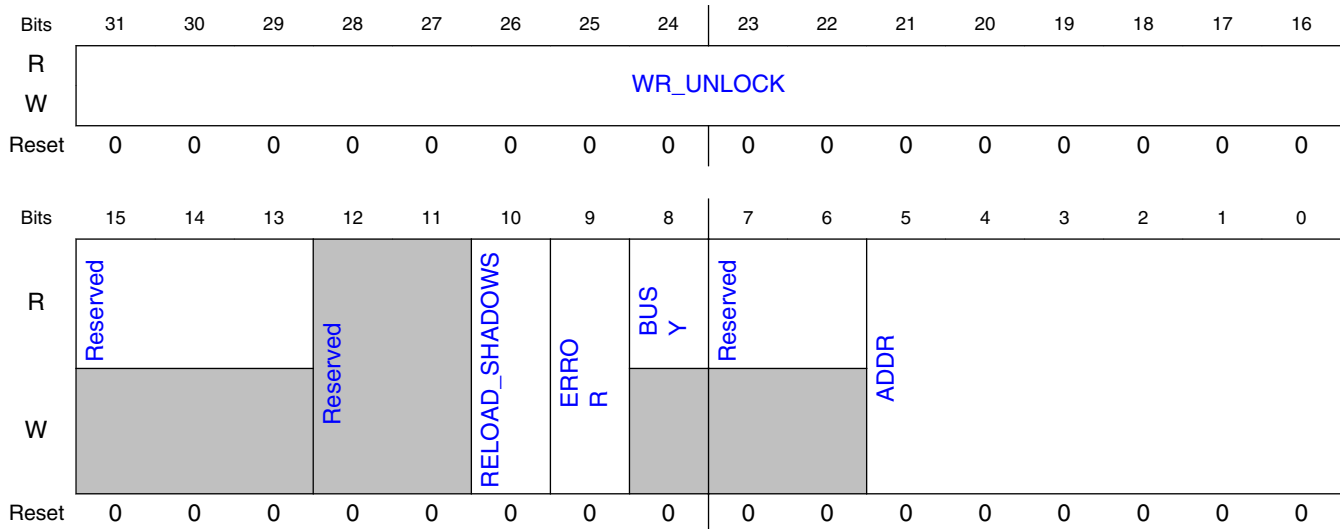 Bits 31 30 29 28 27 26 25 24 23 22 21 20 19 18 17 16
R
WR_UNLOCK
W
Reset 0 0 0 0 0 0 0 0 0 0 0 0 0 0 0 0
Bits 15 14 13 12 11 10 9 8 7 6 5 4 3 2 1 0
R
W
Reserved
Reserved
RELOAD_SHADOWS
ERRO
R
BUS
Y
Reserved
ADDR
Reset 0 0 0 0 0 0 0 0 0 0 0 0 0 0 0 0